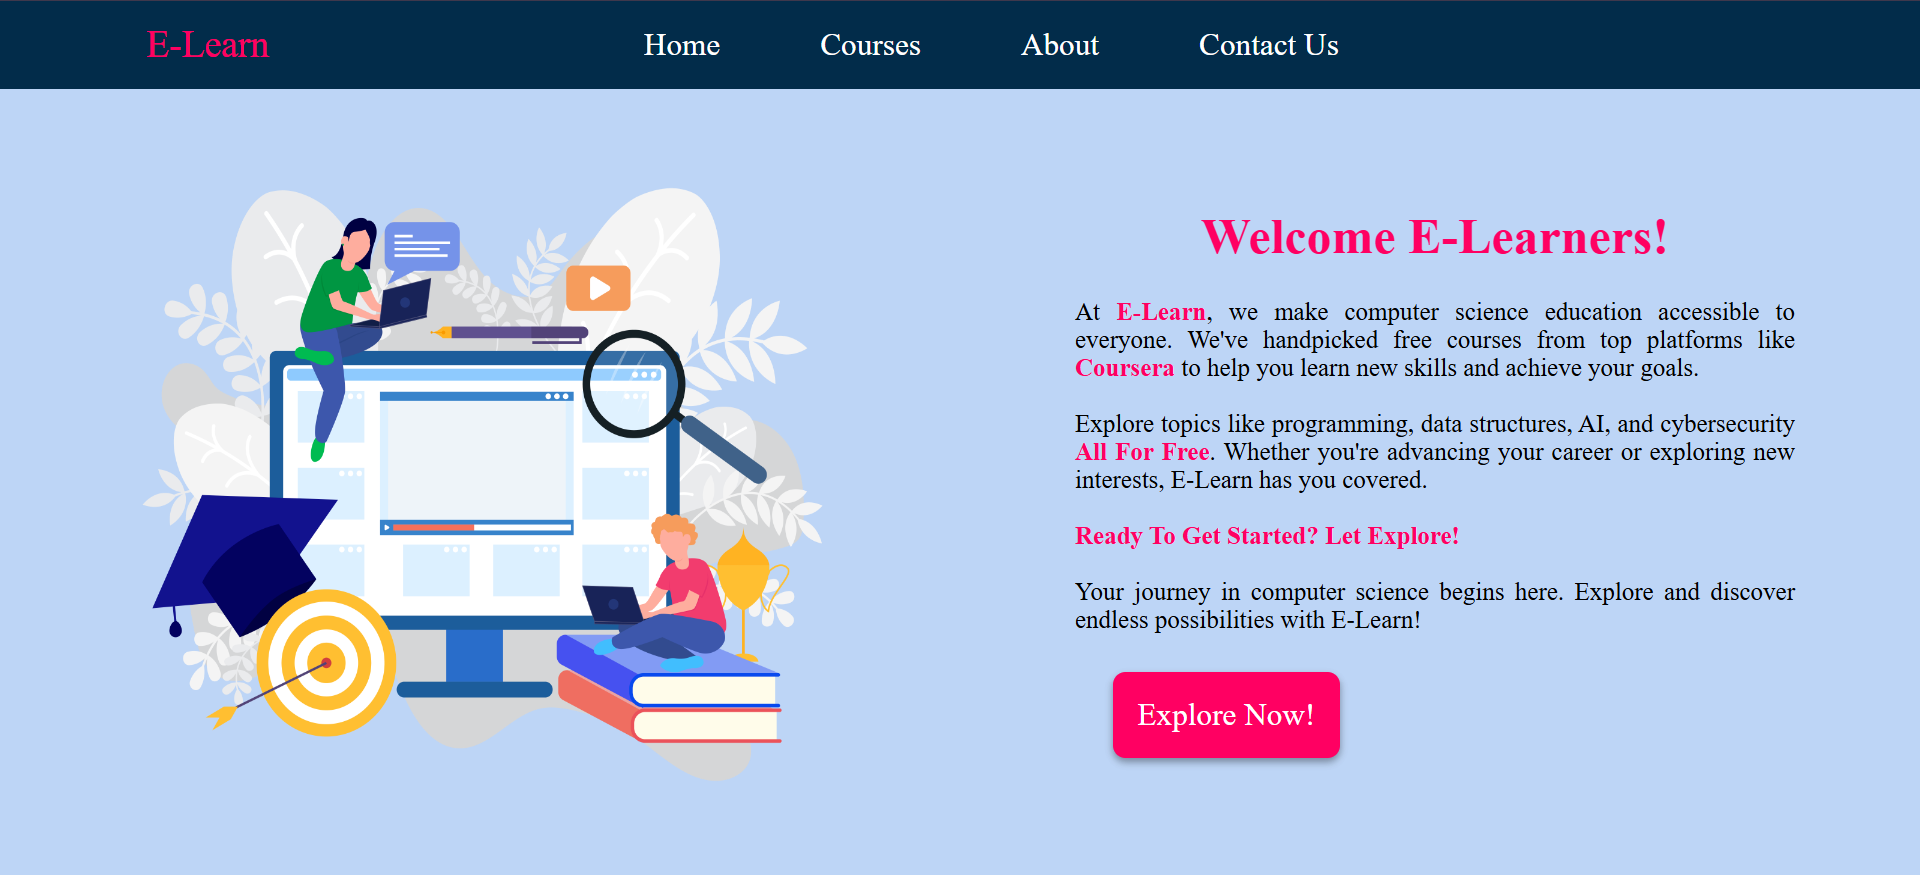 E-Learn
Home Courses About Contact Us
Welcome E-Learners!
At E-Learn, we make computer science education accessible to
everyone. We've handpicked free courses from top platforms like
Coursera to help you learn new skills and achieve your goals.
Explore topics like programming, data structures, AI, and cybersecurity
All For Free. Whether you're advancing your career or exploring new
interests, E-Learn has you covered.
Ready To Get Started? Let Explore!
Your journey in computer science begins here. Explore and discover
endless possibilities with E-Learn!
Explore Now!